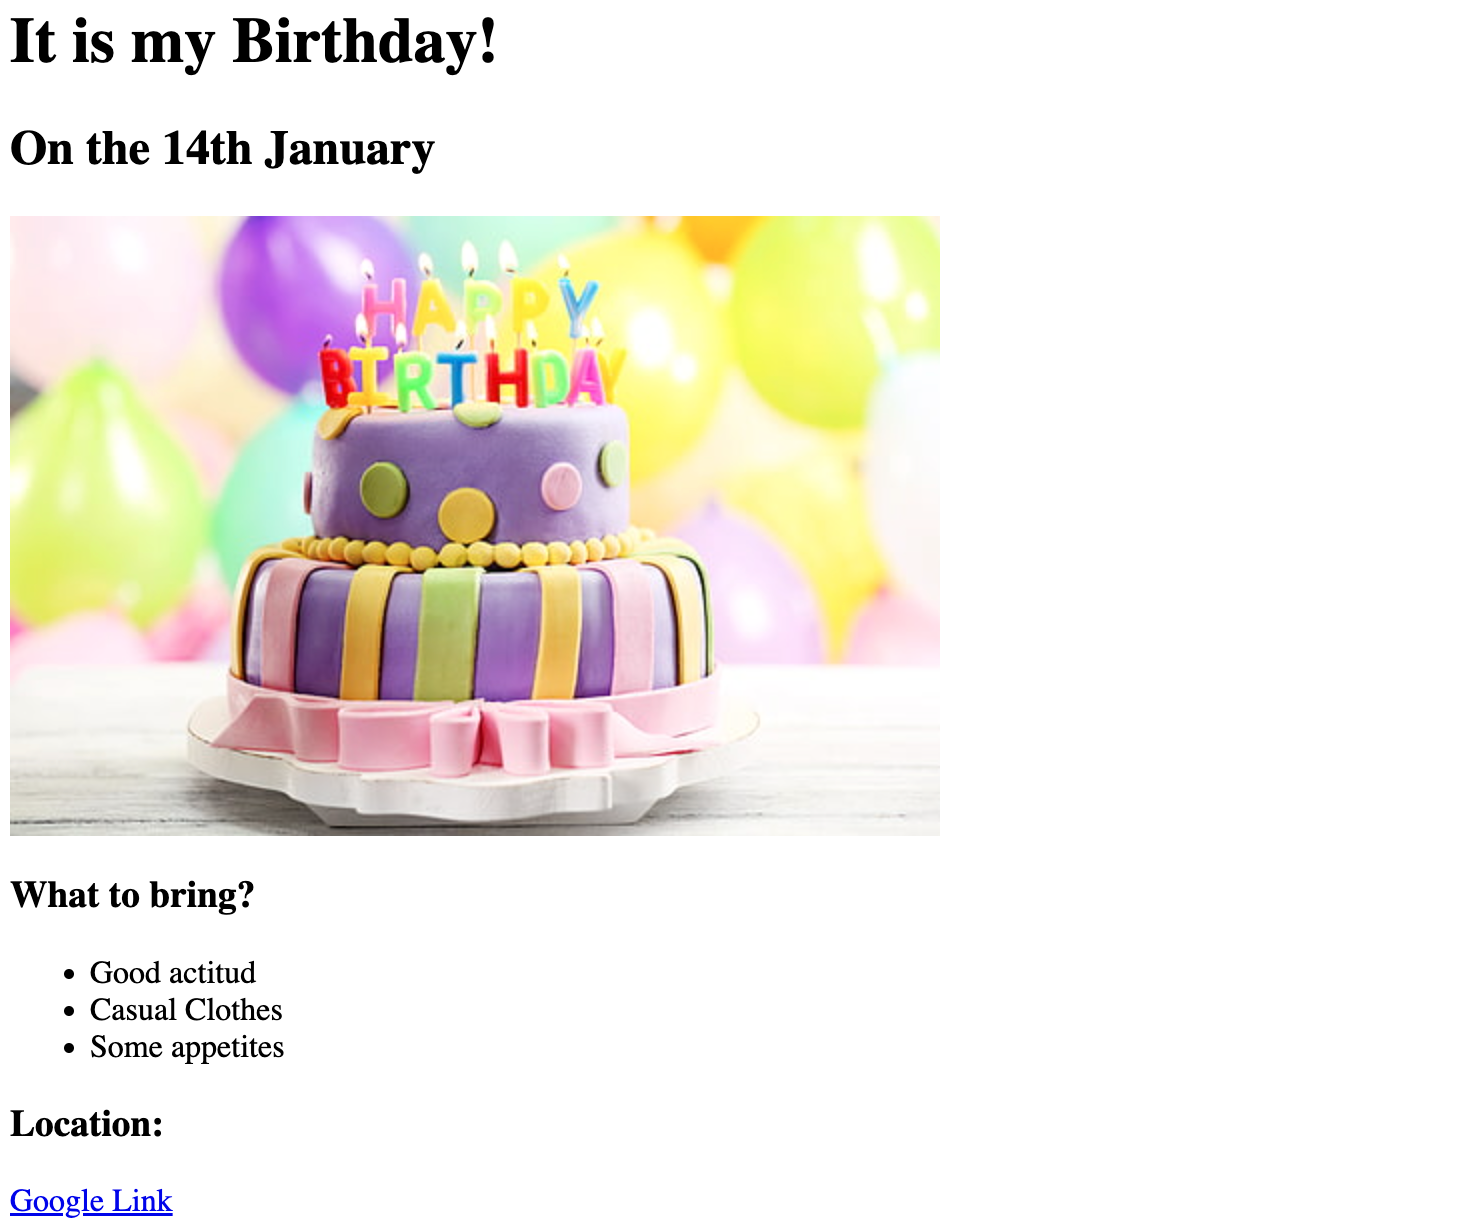 It is my Birthday!
On the 14th January
HAPPY
BIRTHDAY
What to bring?
Good actitud
Casual Clothes
Some appetites
Location:
Google Link